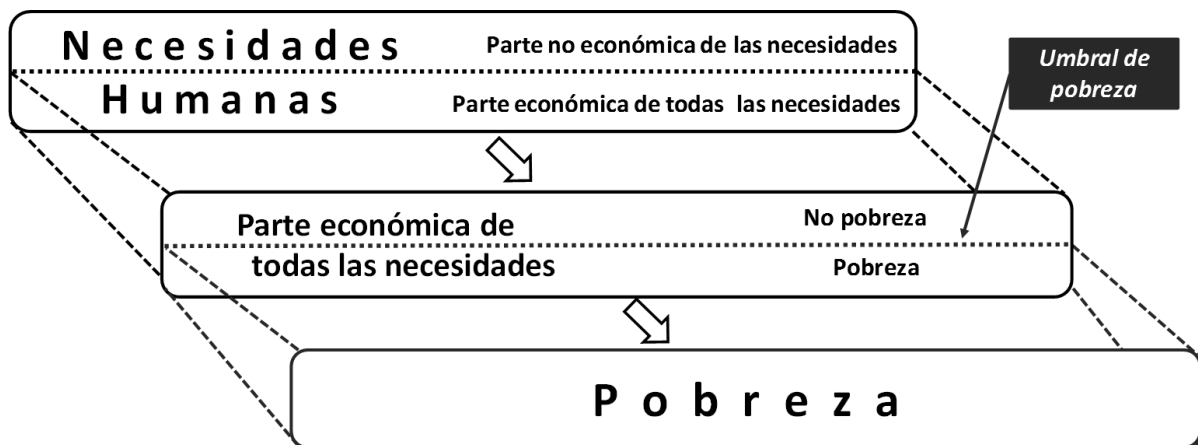 Necesidades
Parte no económica de las necesidades
Humanas
Parte económica de todas las necesidades
Umbral de
pobreza
Parte económica de
todas las necesidades
No pobreza
Pobreza
Pobreza